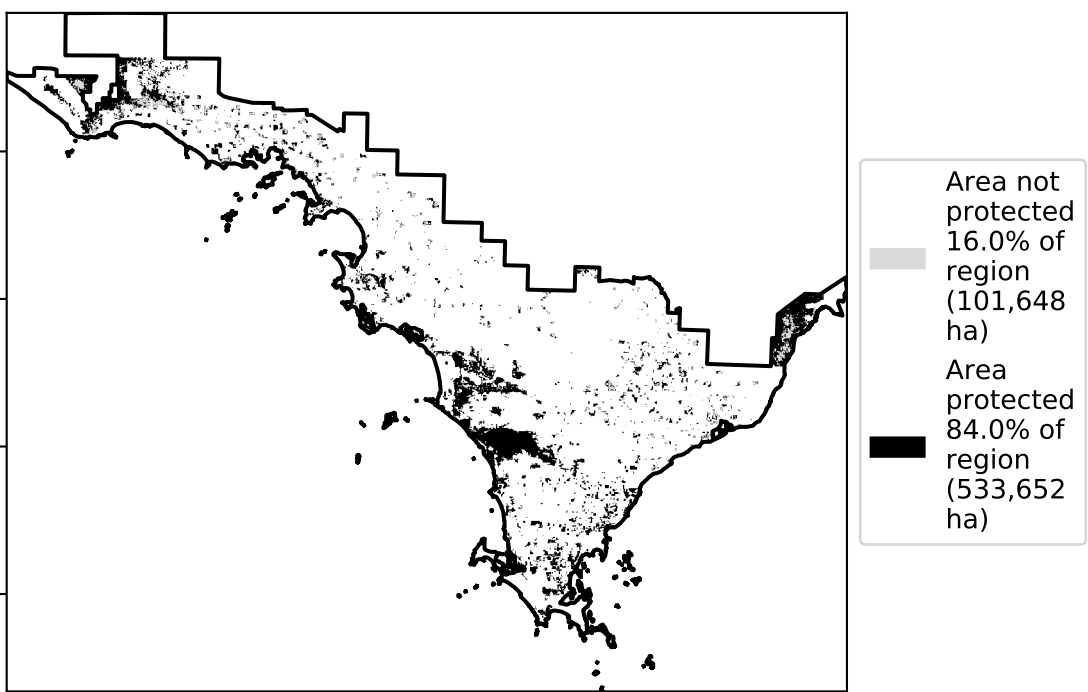 Area not
protected
16.0% of
region
(101,648
ha)
Area
protected
84.0% of
region
(533,652
ha)